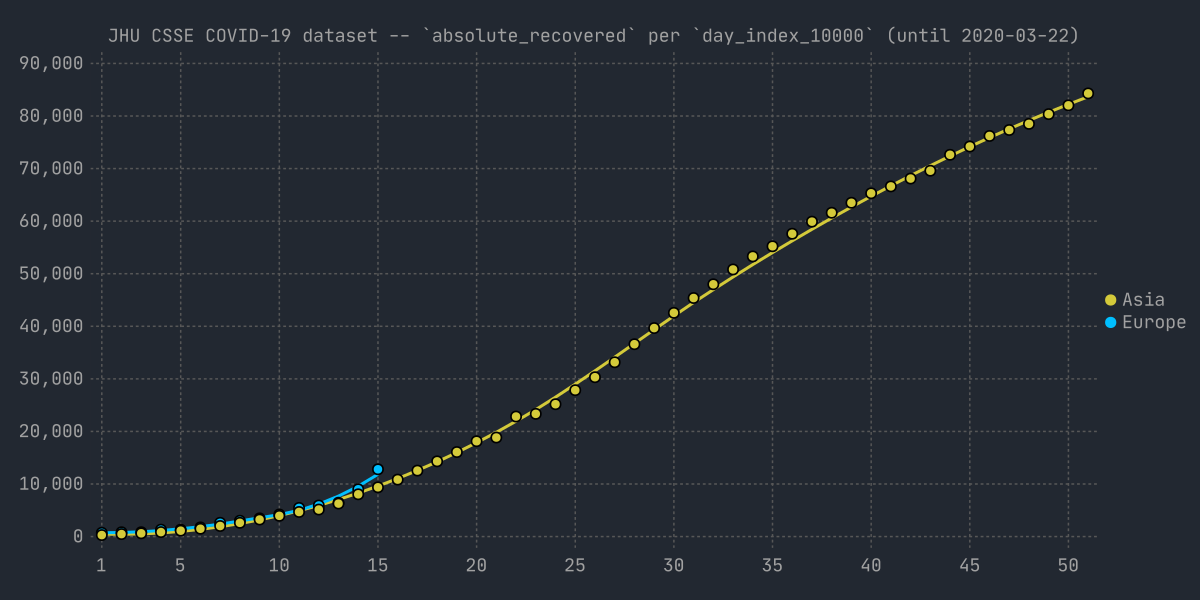 JHU CSSE COVID-19 dataset -- `absolute_recovered` per `day_index_10000` (until 2020-03-22)
90,000
80,000
70,000
60,000
50,000
40,000
30,000
20,000
10,000
0
1 5 10 15 20 25 30 35 40 45 50
Asia
Europe